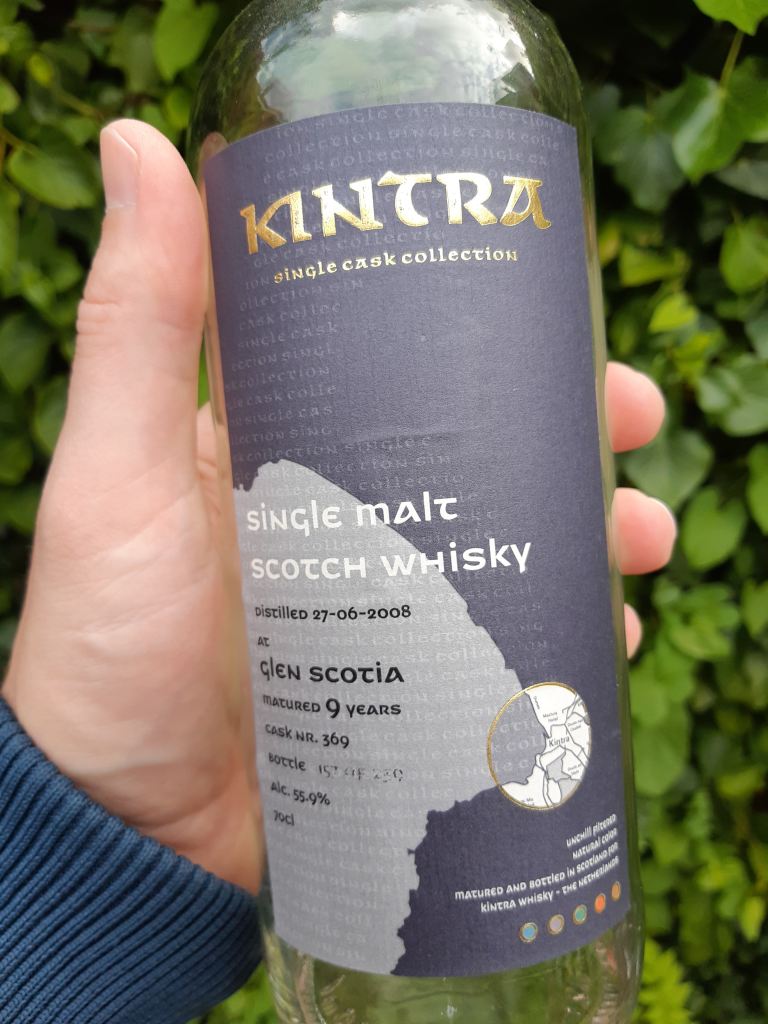 KINTRA
single cask collection
single malt
scotch whisky
Distilled 27-06-2008
at
Glen Scotia
matured 9 years
cask nr. 369
Bottle
Alc. 55.9%
70cl
Kintra
unchill filtered
natural color
matured and bottled in scotland for
kintra whisky - the netherlands